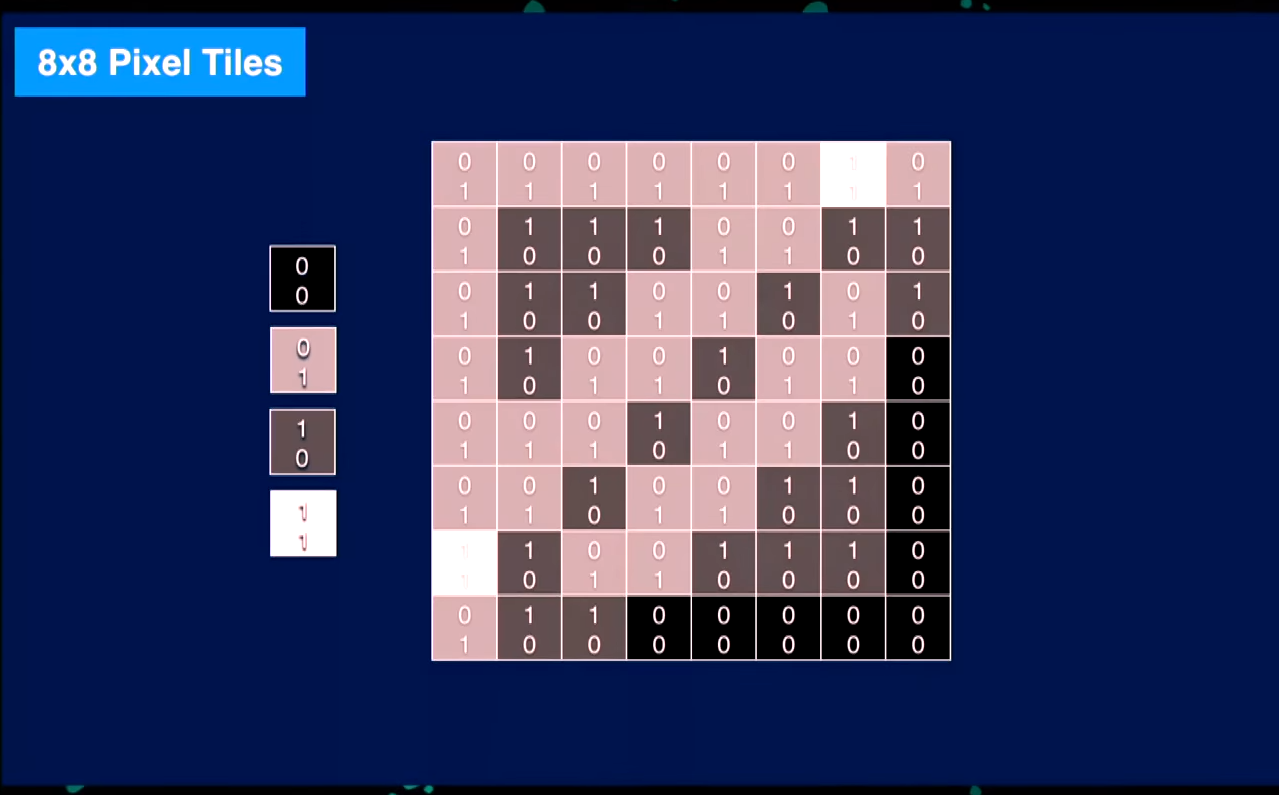 8x8 Pixel Tiles
0 0 0 0 0 0 1 0
1 1 1 1 1 1 1 1
0 1 1 1 0 0 1 1
1 0 0 0 1 1 0 0
0
0
0 1 1 0 0 1 0 1
1 0 0 1 1 0 1 0
0
1
0 1 0 0 1 0 0 0
1 0 1 1 0 1 1 0
1
0
0 0 0 1 0 0 1 0
1 1 1 0 1 1 0 0
1
1
0 0 1 0 0 1 1 0
1 1 0 1 1 0 0 0
1 1 0 0 1 1 1 0
1 0 1 1 0 0 0 0
0 1 1 0 0 0 0 0
1 0 0 0 0 0 0 0